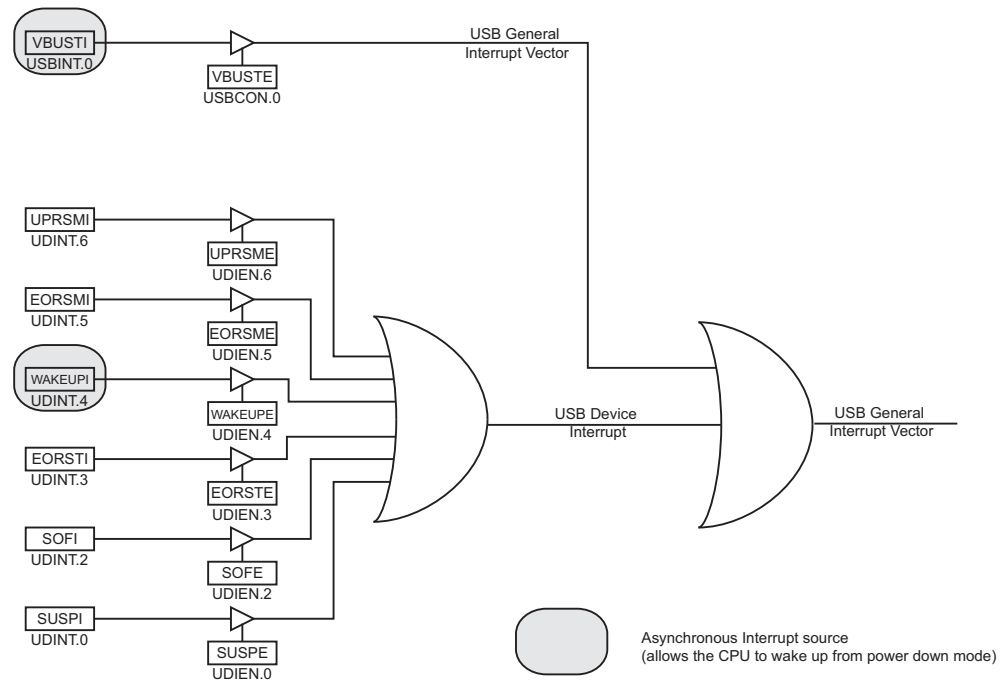 VBUSTI
USBINT.0
VBUSTE
USBCON.0
USB General
Interrupt Vector
UPRSMI
UDINT.6
UPRSME
UDIEN.6
EORSMI
UDINT.5
EORSME
UDIEN.5
WAKEUPI
UDINT.4
WAKEUPE
UDIEN.4
EORSTI
UDINT.3
EORSTE
UDIEN.3
SOFI
UDINT.2
SOFE
UDIEN.2
SUSPI
UDINT.0
SUSPE
UDIEN.0
USB Device
Interrupt
USB General
Interrupt Vector
Asynchronous Interrupt source
(allows the CPU to wake up from power down mode)